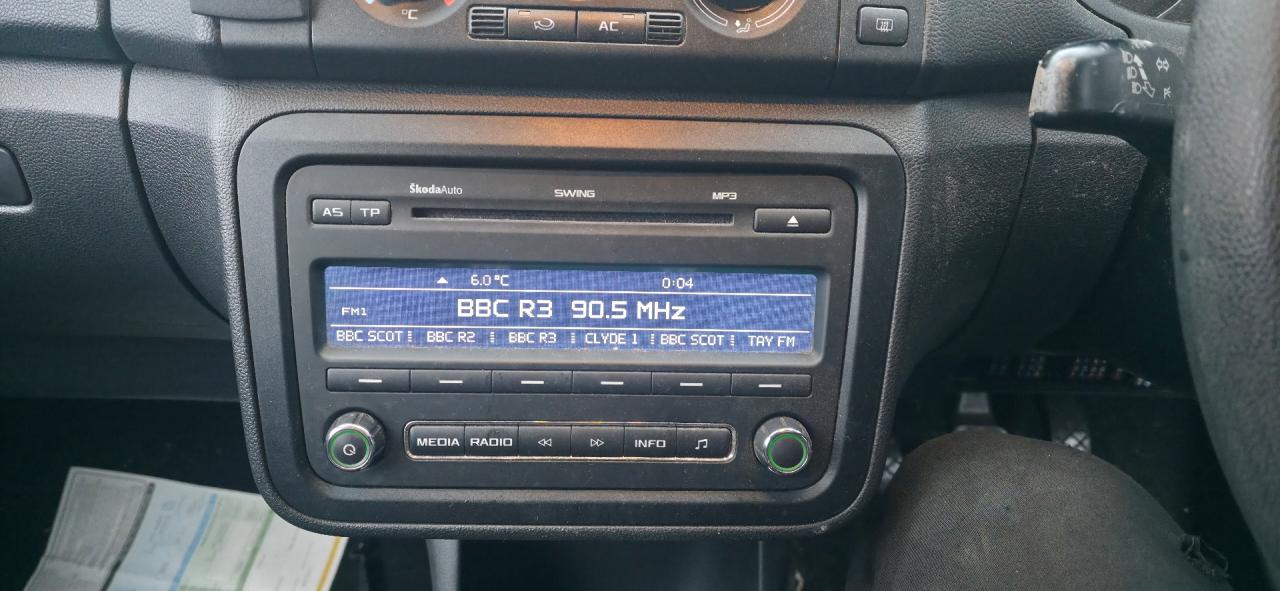 °C
AC
ŠkodaAuto SWING MP3
AS TP
6.0°C 0:04
FM1 BBC R3 90.5 MHz
BBC SCOT BBC R2 BBC R3 CLYDE 1 BBC SCOT TAY FM
MEDIA RADIO INFO